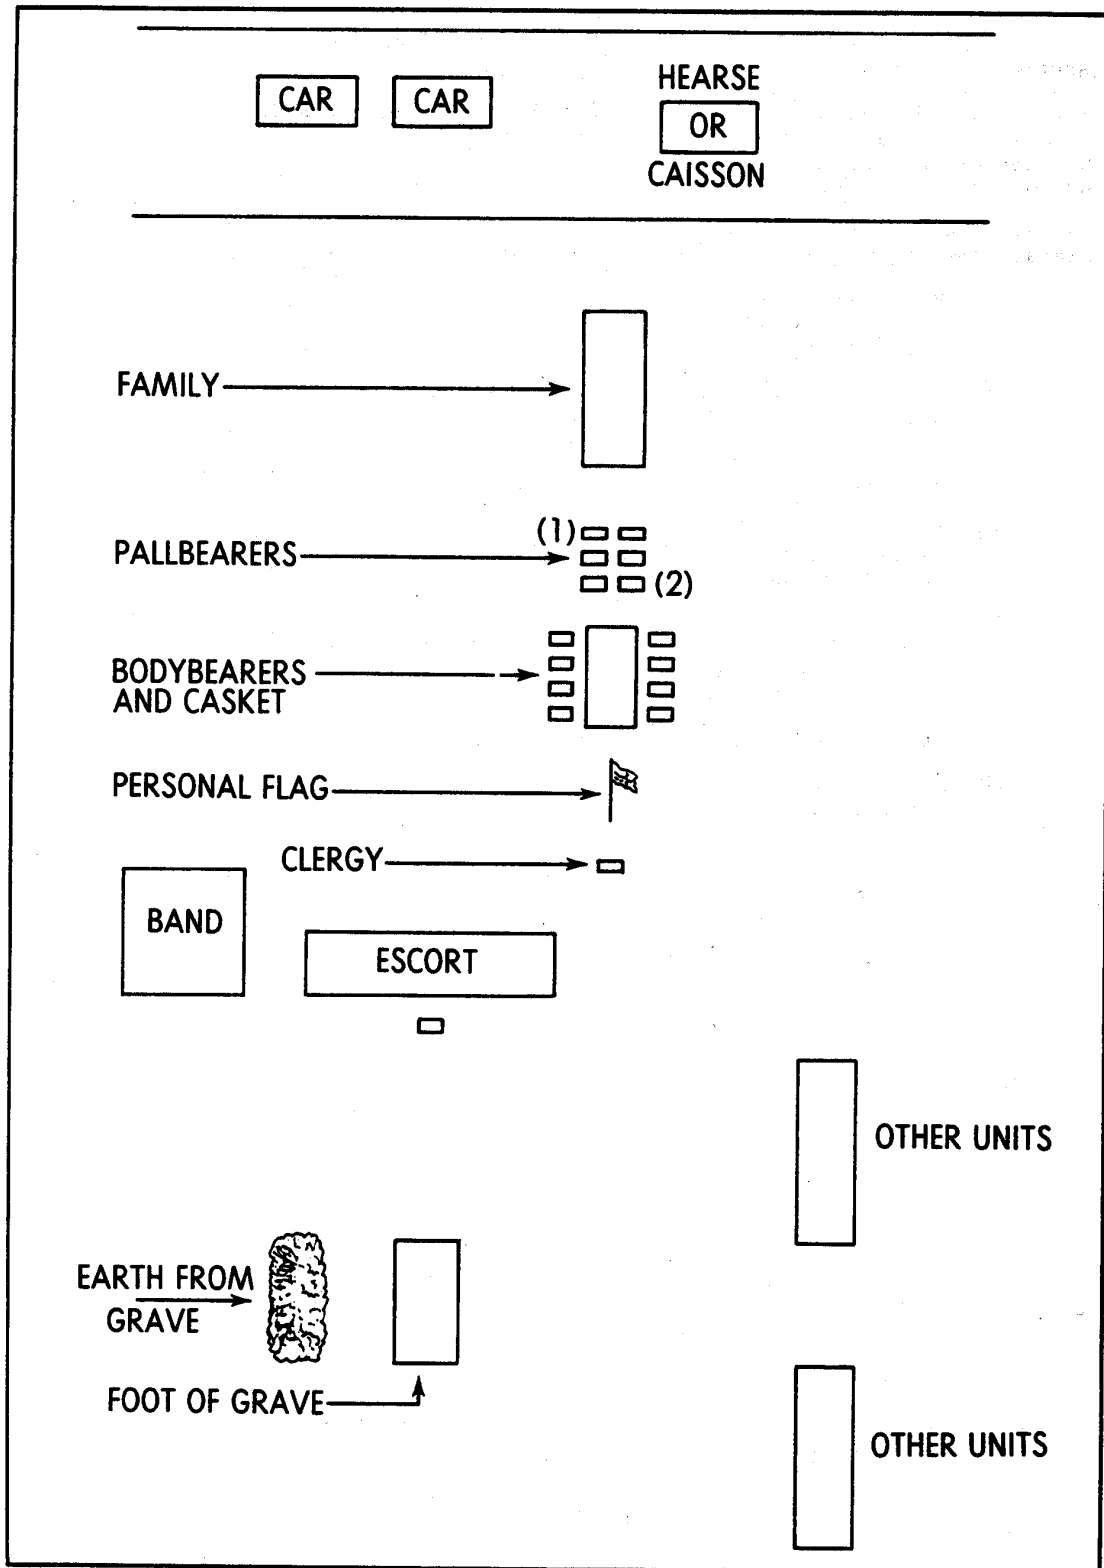 CAR
CAR
HEARSE
OR
CAISSON
FAMILY
(1)
PALLBEARERS
(2)
BODYBEARERS
AND CASKET
PERSONAL FLAG
CLERGY
BAND
ESCORT
OTHER UNITS
EARTH FROM
GRAVE
FOOT OF GRAVE
OTHER UNITS